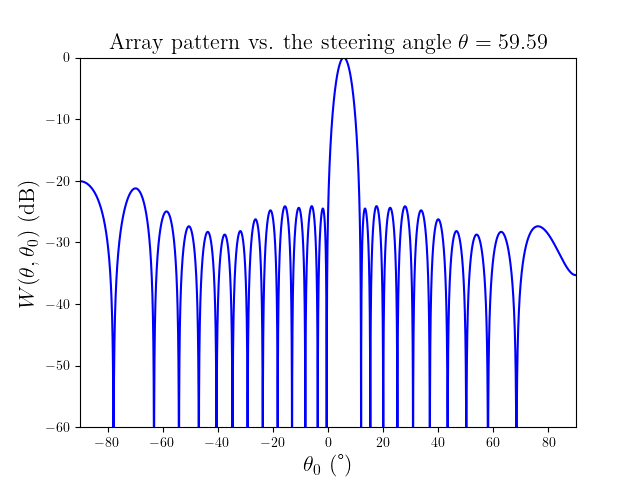 Array pattern vs. the steering angle θ = 59.59
W(θ, θ₀) (dB)
0
−10
−20
−30
−40
−50
−60
−80 −60 −40 −20 0 20 40 60 80
θ₀ (°)